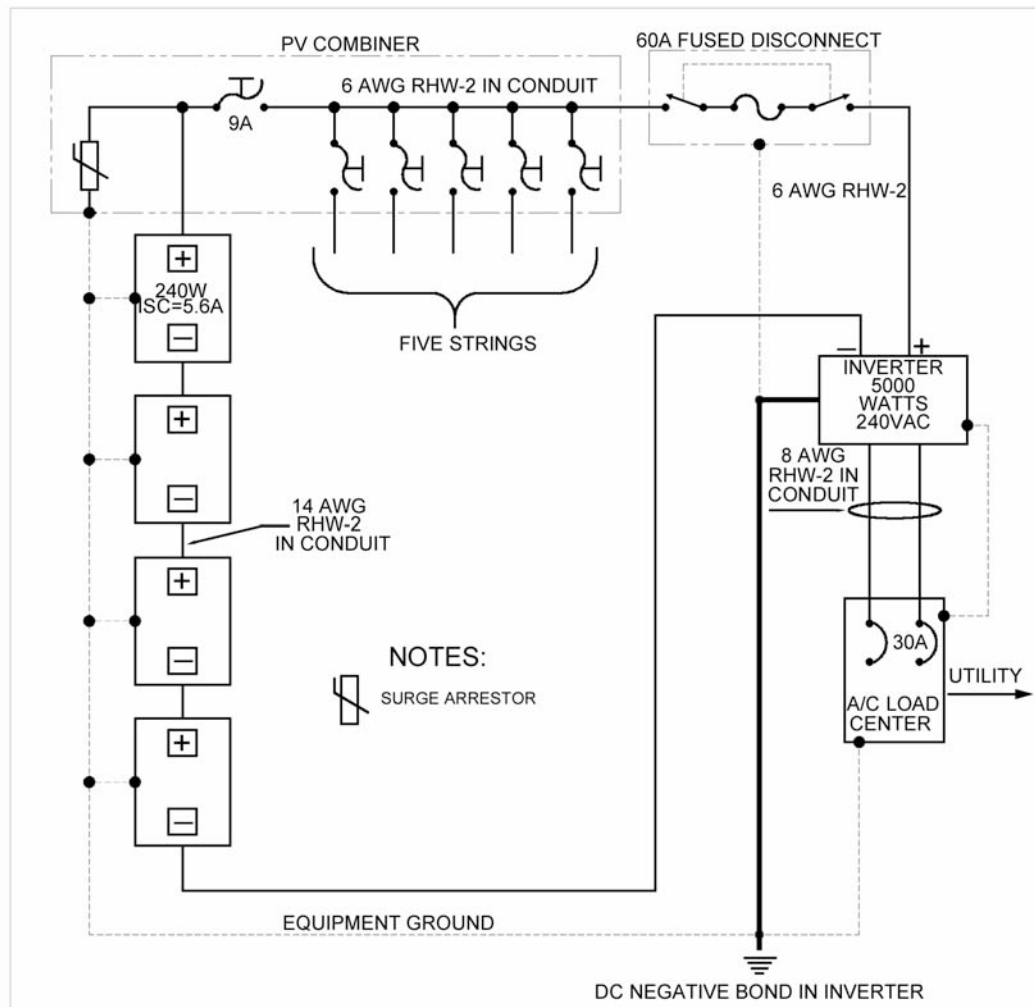 PV COMBINER
60A FUSED DISCONNECT
6 AWG RHW-2 IN CONDUIT
9A
6 AWG RHW-2
+
240W
ISC=5.6A
−
FIVE STRINGS
− +
INVERTER
5000
WATTS
240VAC
+
−
8 AWG
RHW-2 IN
CONDUIT
14 AWG
RHW-2
IN CONDUIT
+
−
NOTES:
SURGE ARRESTOR
30A
A/C LOAD
CENTER
UTILITY
+
−
EQUIPMENT GROUND
DC NEGATIVE BOND IN INVERTER